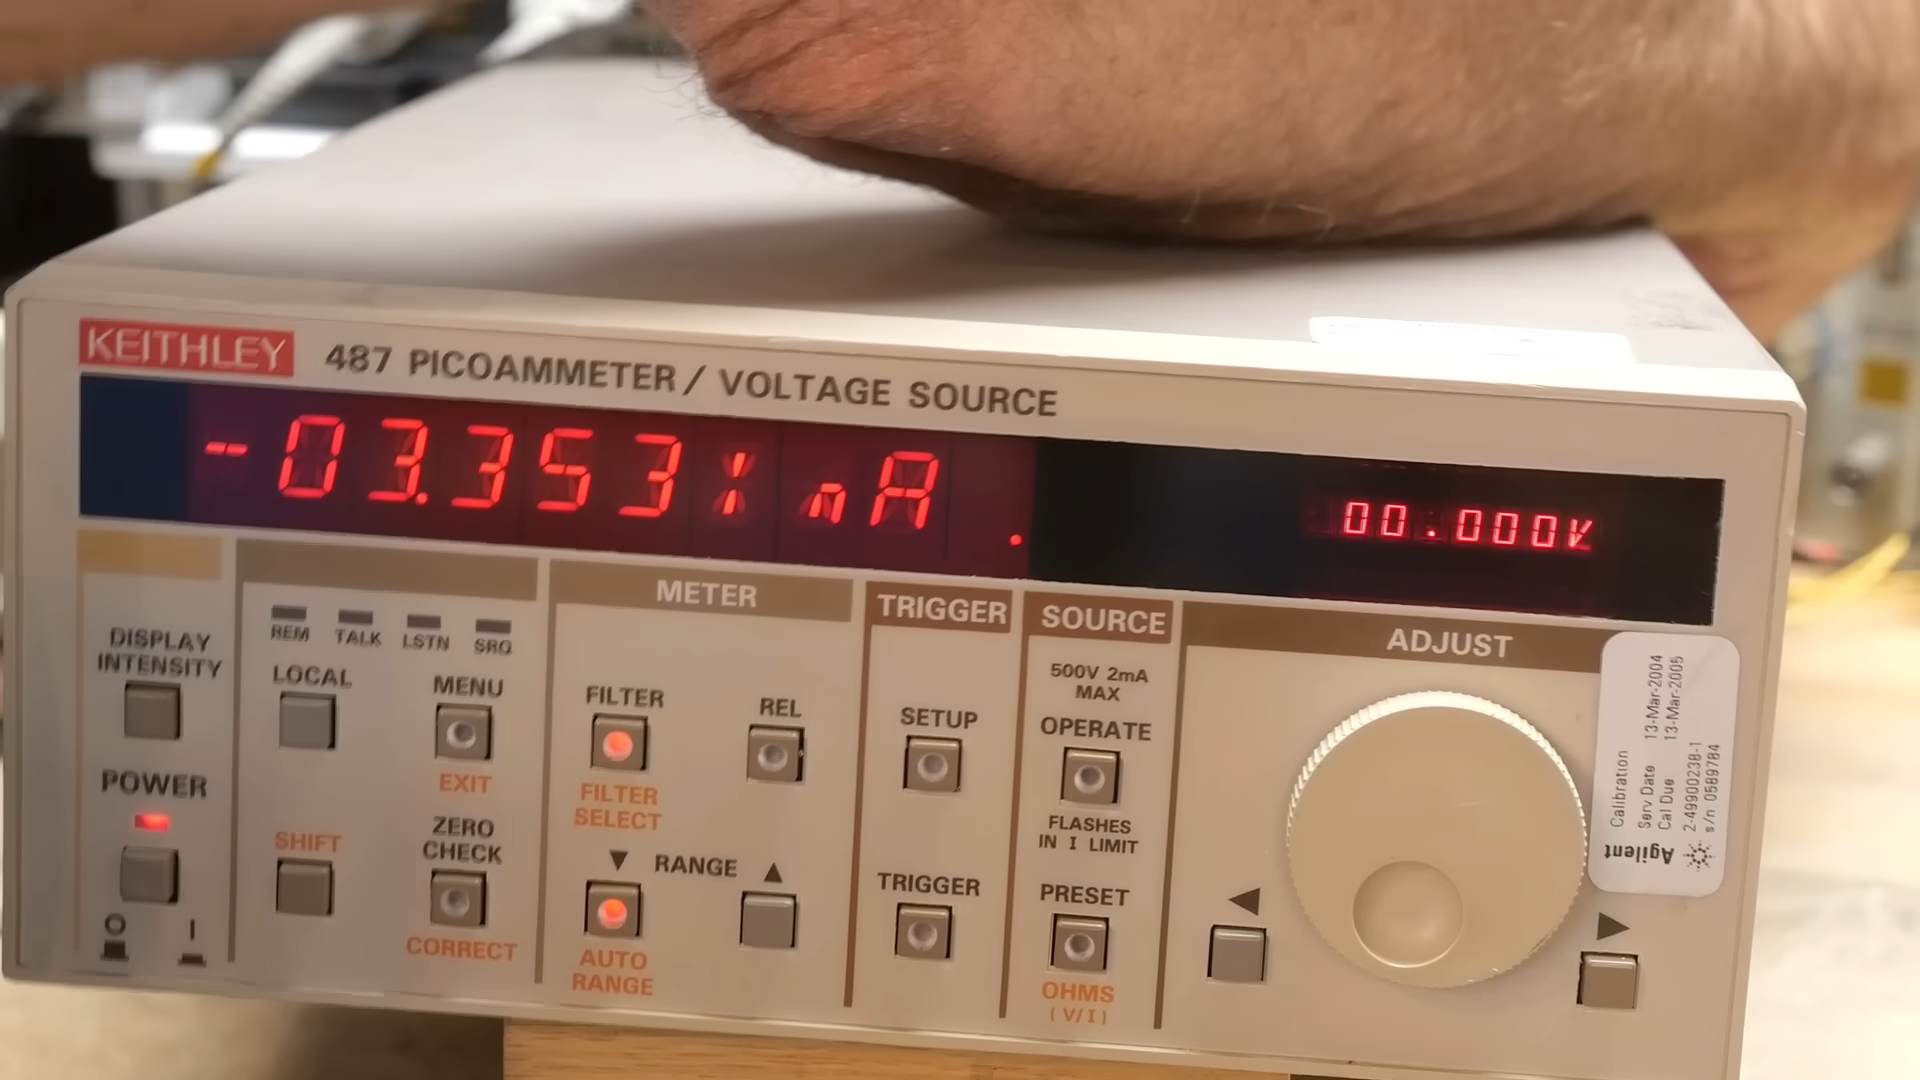 KEITHLEY
487 PICOAMMETER / VOLTAGE SOURCE
-03.353 nA
00.000V
METER
TRIGGER
SOURCE
ADJUST
DISPLAY
INTENSITY
POWER
O
I
REM
TALK
LSTN
SRQ
LOCAL
MENU
EXIT
SHIFT
ZERO
CHECK
CORRECT
FILTER
FILTER
SELECT
REL
▼ RANGE ▲
AUTO
RANGE
SETUP
TRIGGER
500V 2mA
MAX
OPERATE
FLASHES
IN I LIMIT
PRESET
OHMS
(V/I)
◀
▶
Agilent
Calibration
Serv Date 13-Mar-2004
Cal Due 13-Mar-2005
2-49900238-1
s/n 0589784